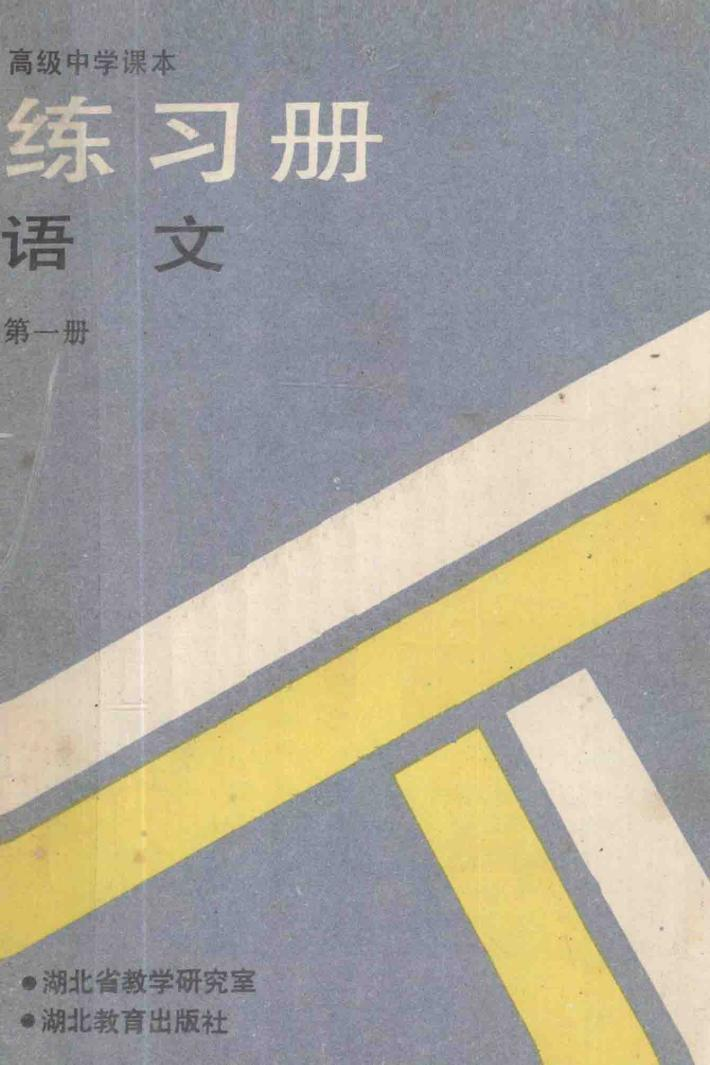 高级中学课本
练习册
语文
第一册
●湖北省教学研究室
●湖北教育出版社